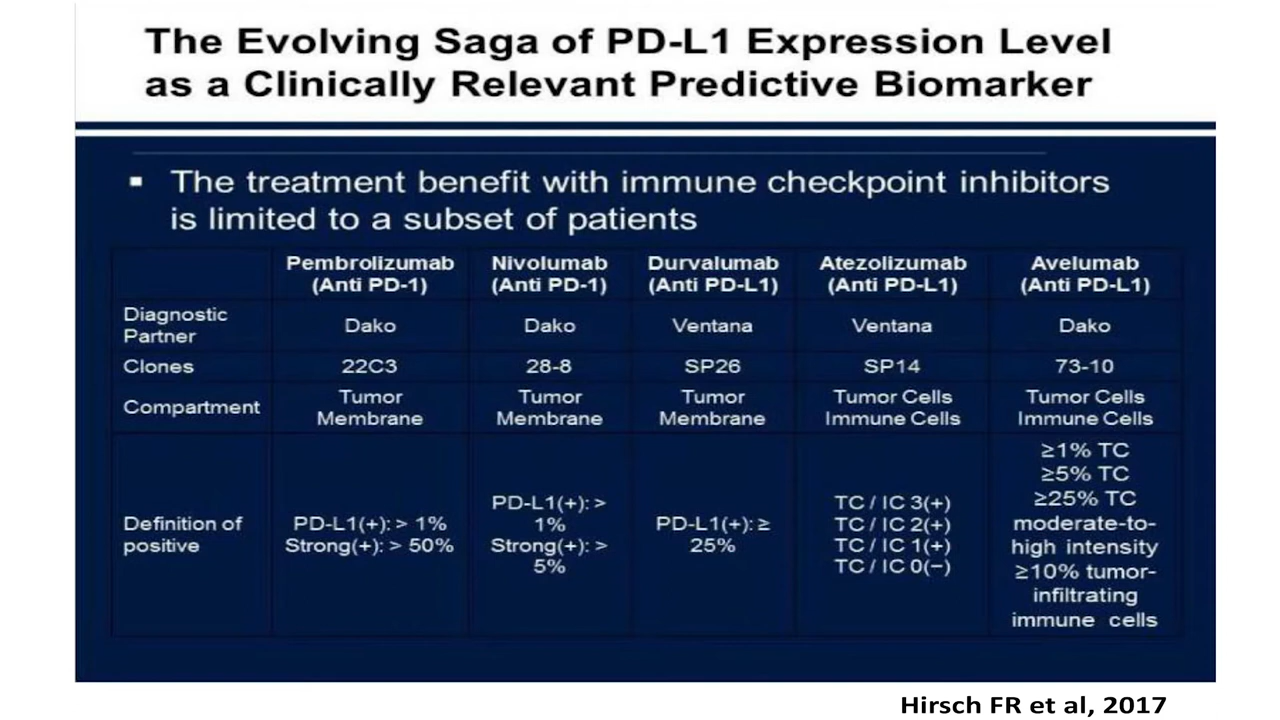 The Evolving Saga of PD-L1 Expression Level
as a Clinically Relevant Predictive Biomarker
▪ The treatment benefit with immune checkpoint inhibitors
is limited to a subset of patients
Pembrolizumab (Anti PD-1) Nivolumab (Anti PD-1) Durvalumab (Anti PD-L1) Atezolizumab (Anti PD-L1) Avelumab (Anti PD-L1)
Diagnostic Partner Dako Dako Ventana Ventana Dako
Clones 22C3 28-8 SP26 SP14 73-10
Compartment Tumor Membrane Tumor Membrane Tumor Membrane Tumor Cells Immune Cells Tumor Cells Immune Cells
Definition of positive
PD-L1(+): > 1%
Strong(+): > 50%
PD-L1(+): >
1%
Strong(+): >
5%
PD-L1(+): ≥
25%
TC / IC 3(+)
TC / IC 2(+)
TC / IC 1(+)
TC / IC 0(−)
≥1% TC
≥5% TC
≥25% TC
moderate-to-
high intensity
≥10% tumor-
infiltrating
immune cells
Hirsch FR et al, 2017